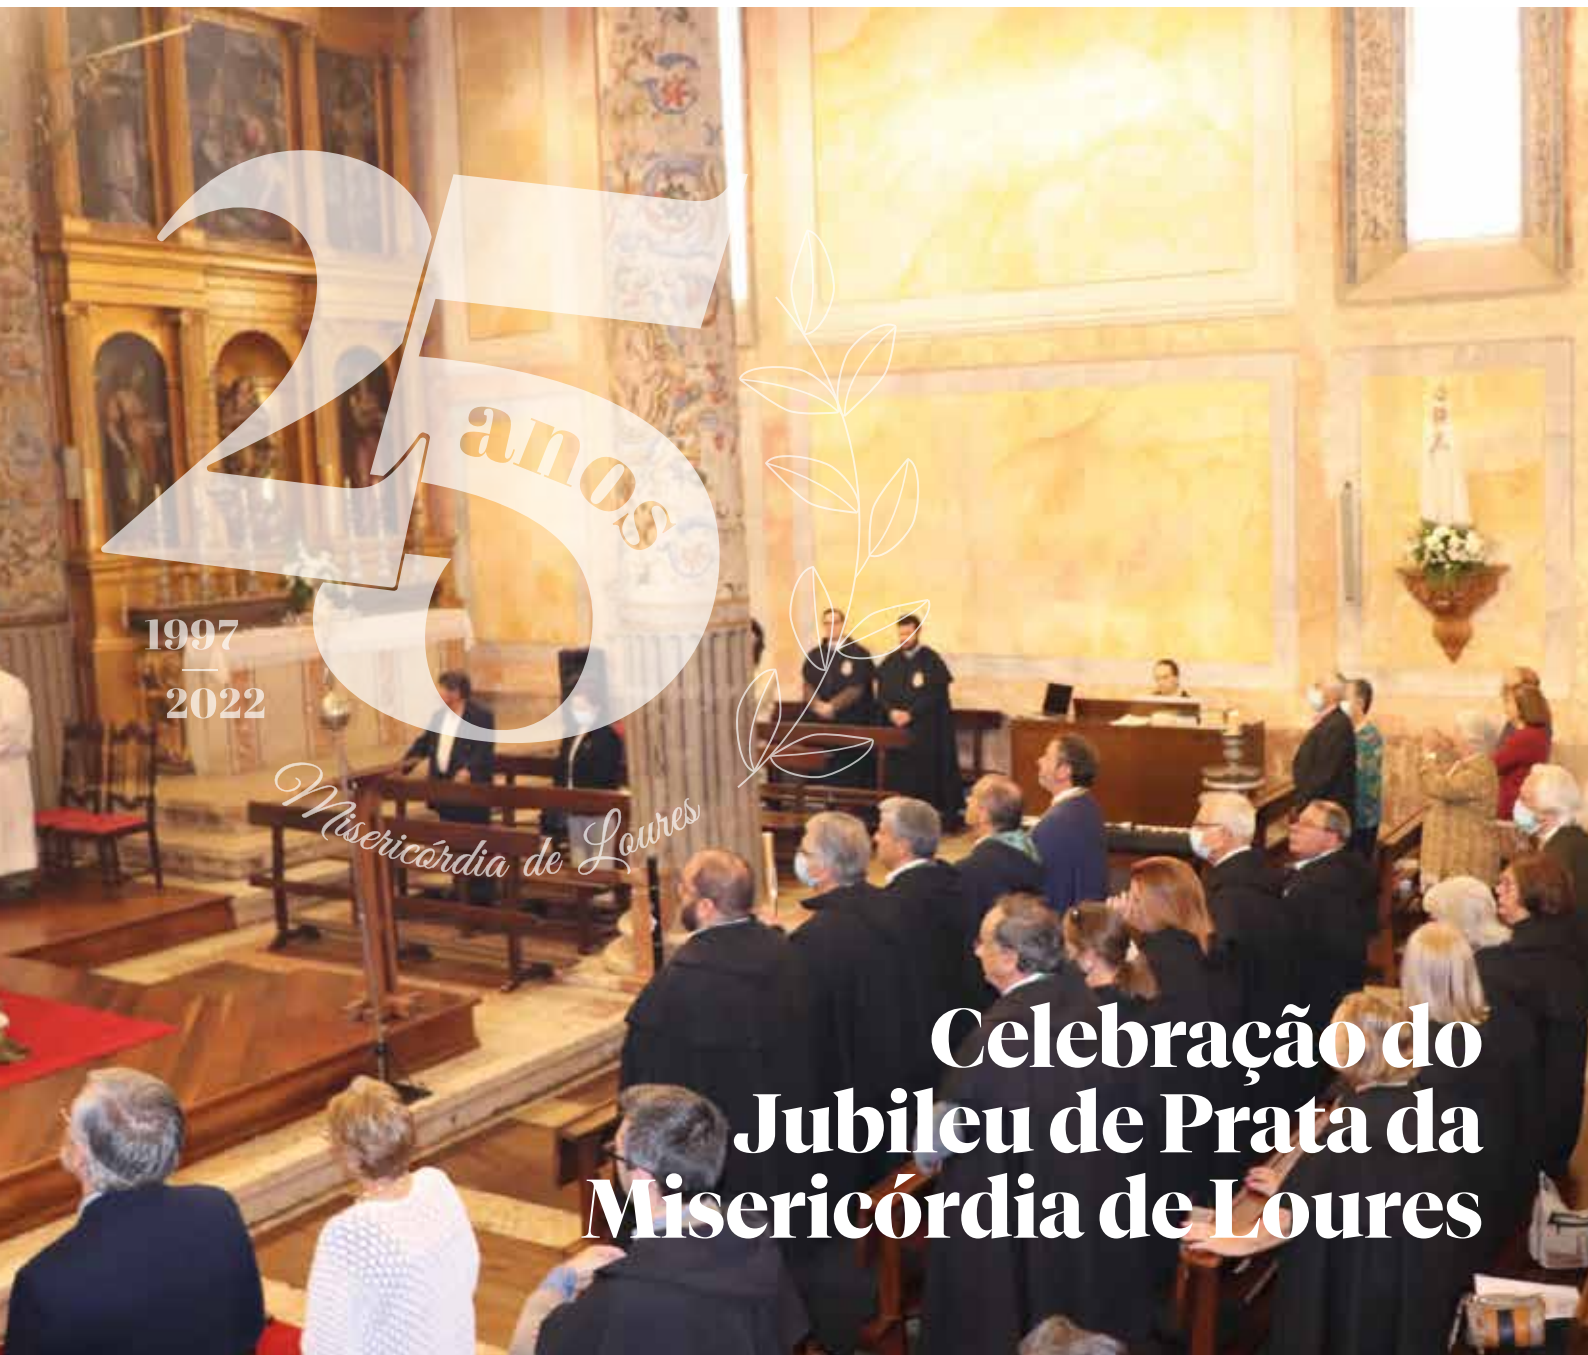 25
anos
1997
2022
Misericórdia de Loures
Celebração do
Jubileu de Prata da
Misericórdia de Loures